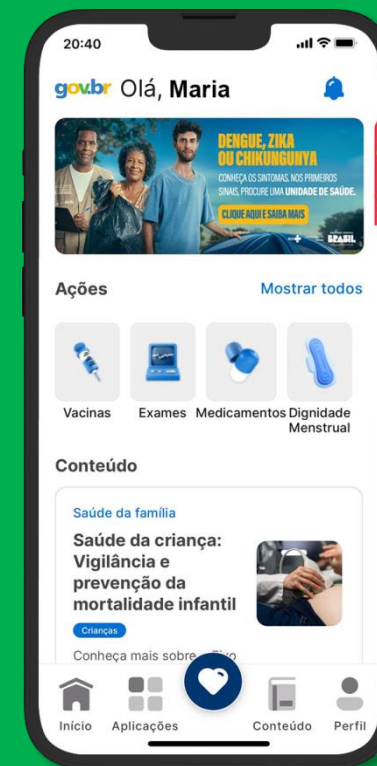 20:40
gov.br Olá, Maria
DENGUE, ZIKA
OU CHIKUNGUNYA
CONHEÇA OS SINTOMAS. NOS PRIMEIROS
SINAIS, PROCURE UMA UNIDADE DE SAÚDE.
CLIQUE AQUI E SAIBA MAIS
BRASIL
Ações Mostrar todos
Vacinas Exames Medicamentos Dignidade
Menstrual
Conteúdo
Saúde da família
Saúde da criança:
Vigilância e
prevenção da
mortalidade infantil
Crianças
Conheça mais sobre
Início Aplicações Conteúdo Perfil